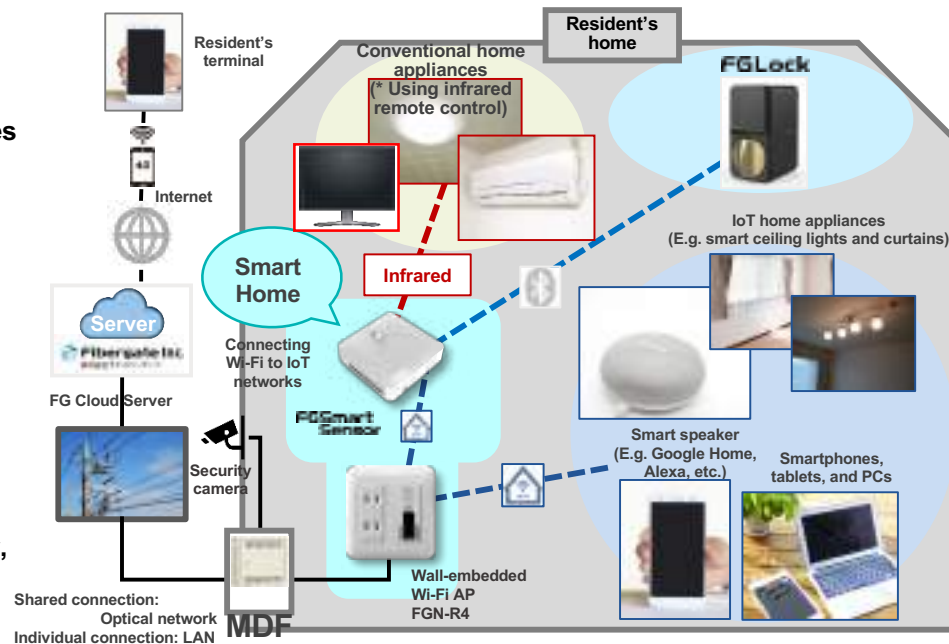 Resident's
terminal
Resident's
home
Conventional home
appliances
(* Using infrared
remote control)
FGLock
es
4G
Internet
IoT home appliances
(E.g. smart ceiling lights and curtains)
Smart
Home
Infrared
Server
Fibergate Inc.
FG Cloud Server
Connecting
Wi-Fi to IoT
networks
FGSmart
Sensor
Security
camera
Smart speaker
(E.g. Google Home,
Alexa, etc.)
Smartphones,
tablets, and PCs
,
Wall-embedded
Wi-Fi AP
FGN-R4
Shared connection:
Optical network
Individual connection: LAN
MDF